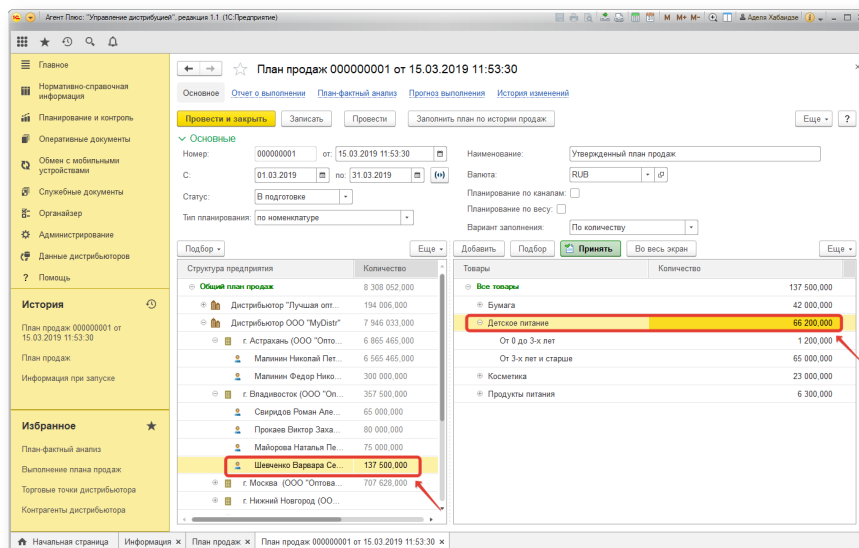 Агент Плюс: "Управление дистрибуцией", редакция 1.1 (1С:Предприятие)
M M+ M- Аделя Хабаидзе
Главное
Нормативно-справочная
информация
Планирование и контроль
Оперативные документы
Обмен с мобильными
устройствами
Служебные документы
Органайзер
Администрирование
Данные дистрибьюторов
? Помощь
История
План продаж 000000001 от
15.03.2019 11:53:30
План продаж
Информация при запуске
Избранное
План-фактный анализ
Выполнение плана продаж
Торговые точки дистрибьютора
Контрагенты дистрибьютора
План продаж 000000001 от 15.03.2019 11:53:30
Основное Отчет о выполнении План-фактный анализ Прогноз выполнения История изменений
Провести и закрыть Записать Провести Заполнить план по истории продаж Еще ?
Основные
Номер: 000000001 от: 15.03.2019 11:53:30 Наименование: Утвержденный план продаж
С: 01.03.2019 по: 31.03.2019 Валюта: RUB
Планирование по каналам:
Статус: В подготовке
Планирование по весу:
Тип планирования: по номенклатуре
Вариант заполнения: По количеству
Подбор Еще Добавить Подбор Принять Во весь экран Еще
Структура предприятия Количество Товары Количество
Общий план продаж 8 308 052,000 Все товары 137 500,000
Дистрибьютор "Лучшая опт... 194 006,000 Бумага 42 000,000
Дистрибьютор ООО "MyDistr" 7 946 033,000 Детское питание 66 200,000
г. Астрахань (ООО "Опто... 6 865 465,000 От 0 до 3-х лет 1 200,000
Малинин Николай Пет... 6 565 465,000 От 3-х лет и старше 65 000,000
Малинин Федор Нико... 300 000,000 Косметика 23 000,000
г. Владивосток (ООО "Оп... 357 500,000 Продукты питания 6 300,000
Свиридов Роман Але... 65 000,000
Прокаев Виктор Заха... 80 000,000
Майорова Наталья Пе... 75 000,000
Шевченко Варвара Се... 137 500,000
г. Москва (ООО "Оптова... 707 628,000
г. Нижний Новгород (ОО...
Начальная страница Информация × План продаж × План продаж 000000001 от 15.03.2019 11:53:30 ×